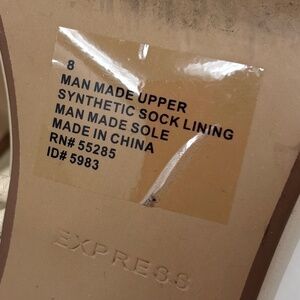 8
MAN MADE UPPER
SYNTHETIC SOCK LINING
MAN MADE SOLE
MADE IN CHINA
RN# 55285
ID# 5983
EXPRESS